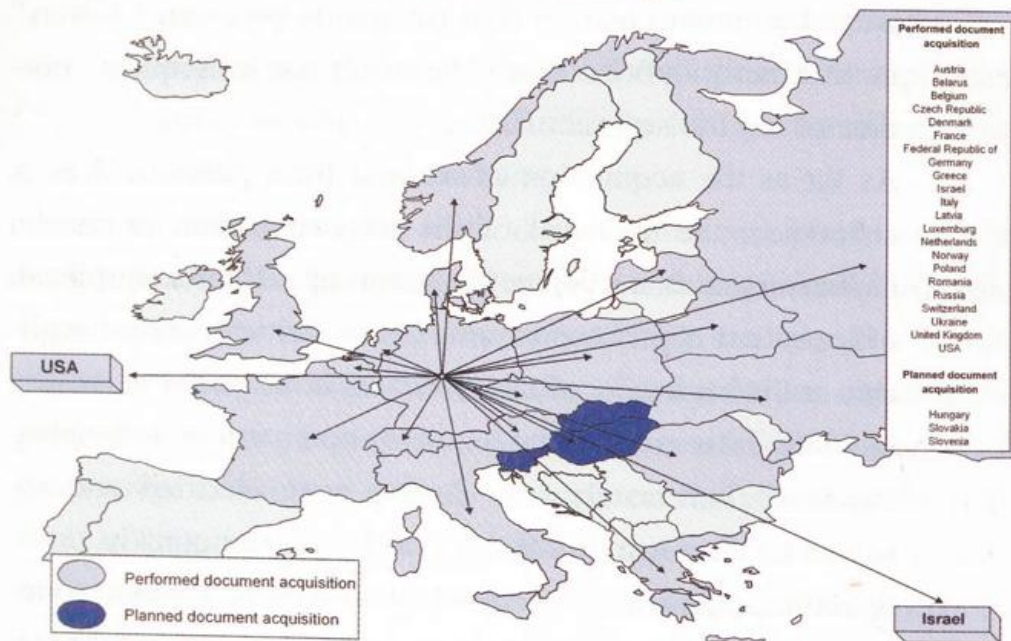 Performed document
acquisition
Austria
Belarus
Belgium
Czech Republic
Denmark
France
Federal Republic of
Germany
Greece
Israel
Italy
Latvia
Luxemburg
Netherlands
Norway
Poland
Romania
Russia
Switzerland
Ukraine
United Kingdom
USA
Planned document
acquisition
Hungary
Slovakia
Slovenia
USA
Performed document acquisition
Planned document acquisition
Israel